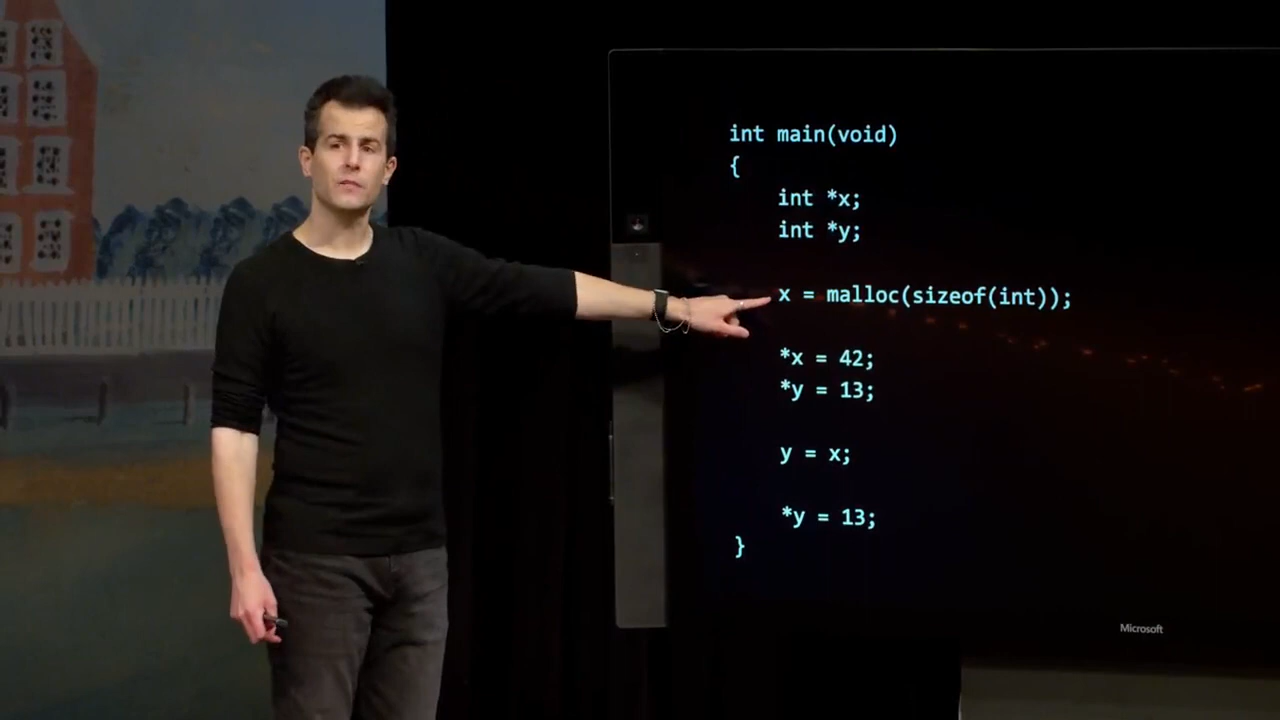 int main(void)
{
    int *x;
    int *y;
    x = malloc(sizeof(int));
    *x = 42;
    *y = 13;
    y = x;
    *y = 13;
}
Microsoft